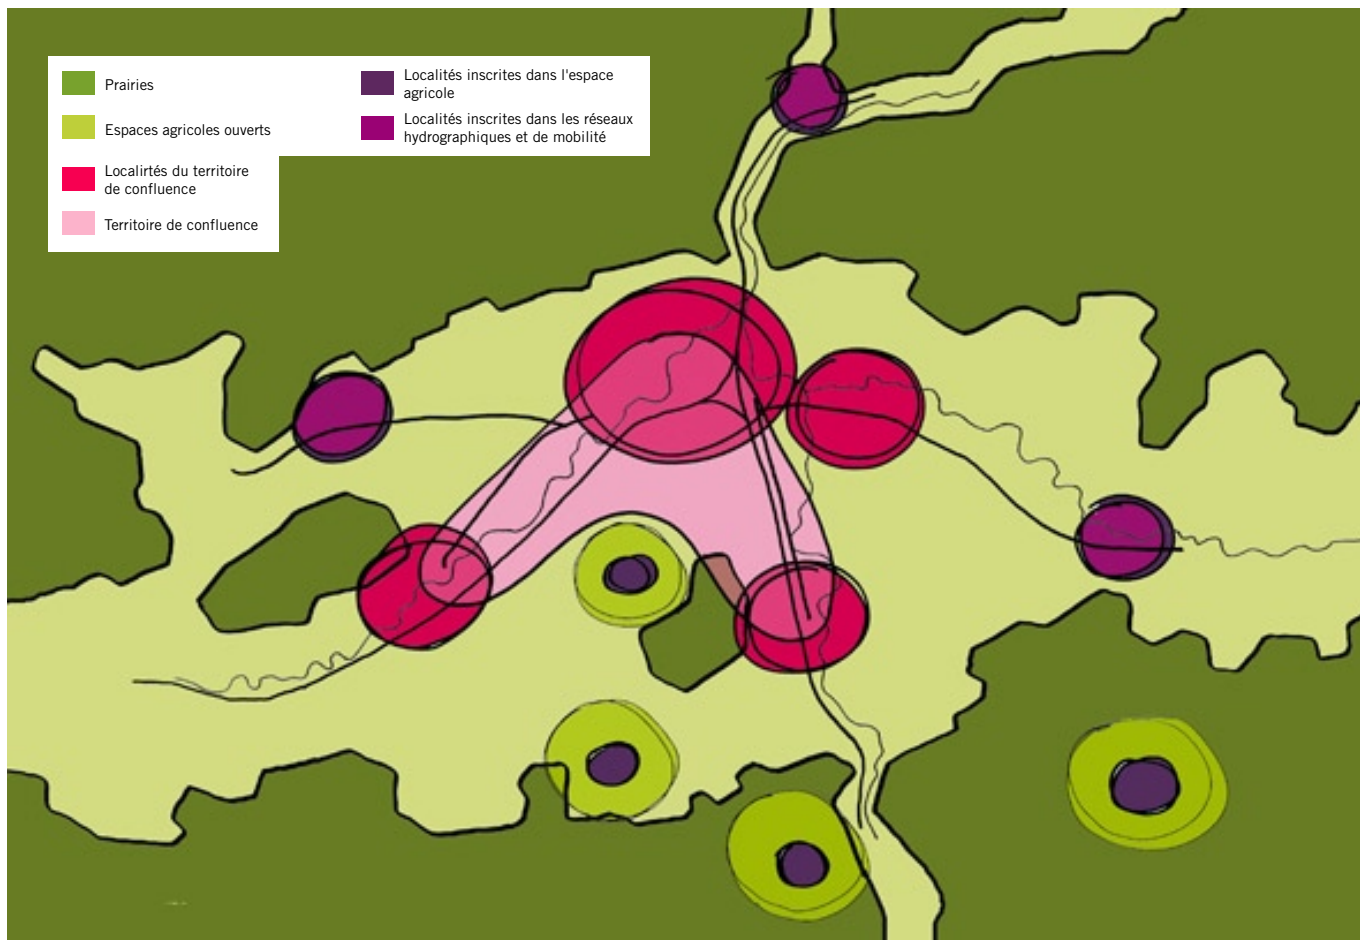 Prairies
Espaces agricoles ouverts
Localirtés du territoire
de confluence
Territoire de confluence
Localités inscrites dans l'espace
agricole
Localités inscrites dans les réseaux
hydrographiques et de mobilité